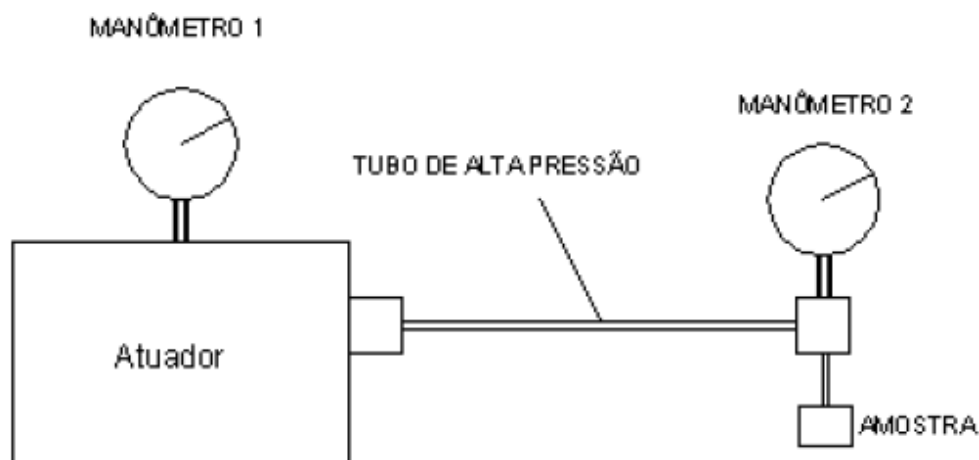 MANÔMETRO 1
MANÔMETRO 2
TUBO DE ALTA PRESSÃO
Atuador
AMOSTRA